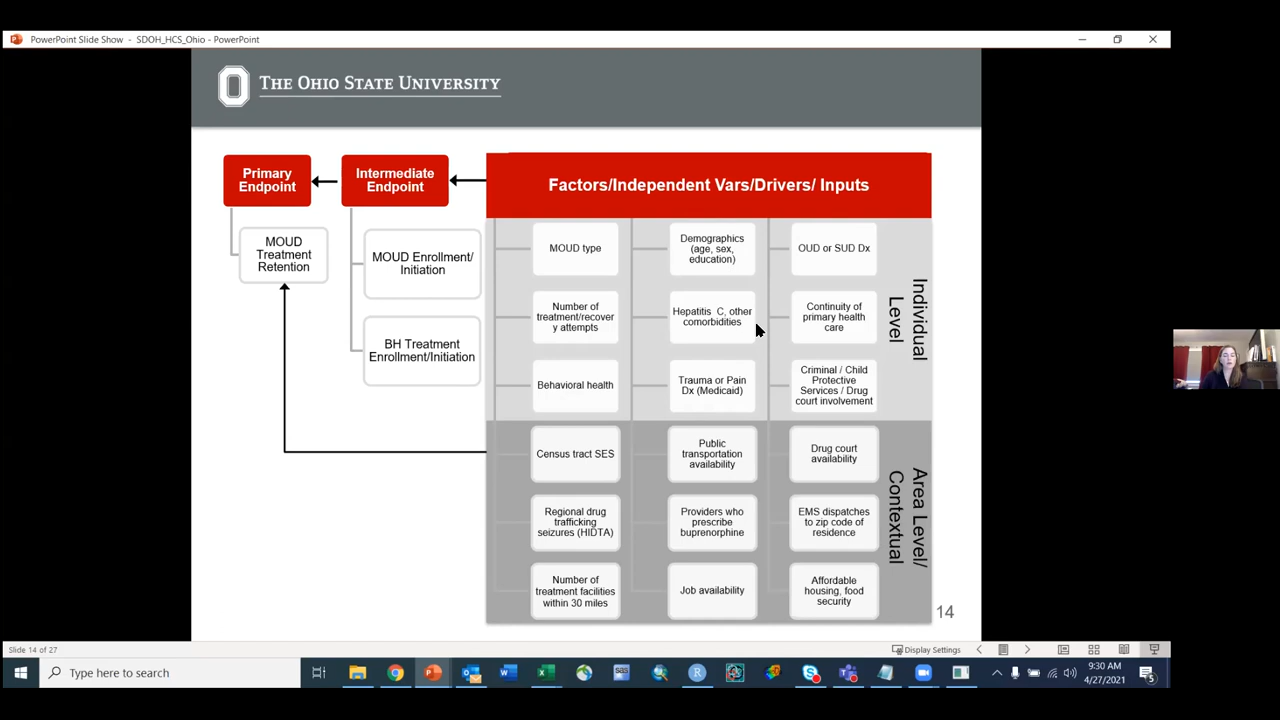 PowerPoint Slide Show - SDOH_HCS_Ohio - PowerPoint
THE OHIO STATE UNIVERSITY
Primary
Endpoint
Intermediate
Endpoint
Factors/Independent Vars/Drivers/ Inputs
MOUD
Treatment
Retention
MOUD Enrollment/
Initiation
BH Treatment
Enrollment/Initiation
MOUD type
Demographics
(age, sex,
education)
OUD or SUD Dx
Number of
treatment/recover
y attempts
Hepatitis C, other
comorbidities
Continuity of
primary health
care
Behavioral health
Trauma or Pain
Dx (Medicaid)
Criminal / Child
Protective
Services / Drug
court involvement
Individual
Level
Census tract SES
Public
transportation
availability
Drug court
availability
Regional drug
trafficking
seizures (HIDTA)
Providers who
prescribe
buprenorphine
EMS dispatches
to zip code of
residence
Number of
treatment facilities
within 30 miles
Job availability
Affordable
housing, food
security
Area Level/
Contextual
14
Slide 14 of 27
Display Settings
Type here to search
9:30 AM
4/27/2021
5